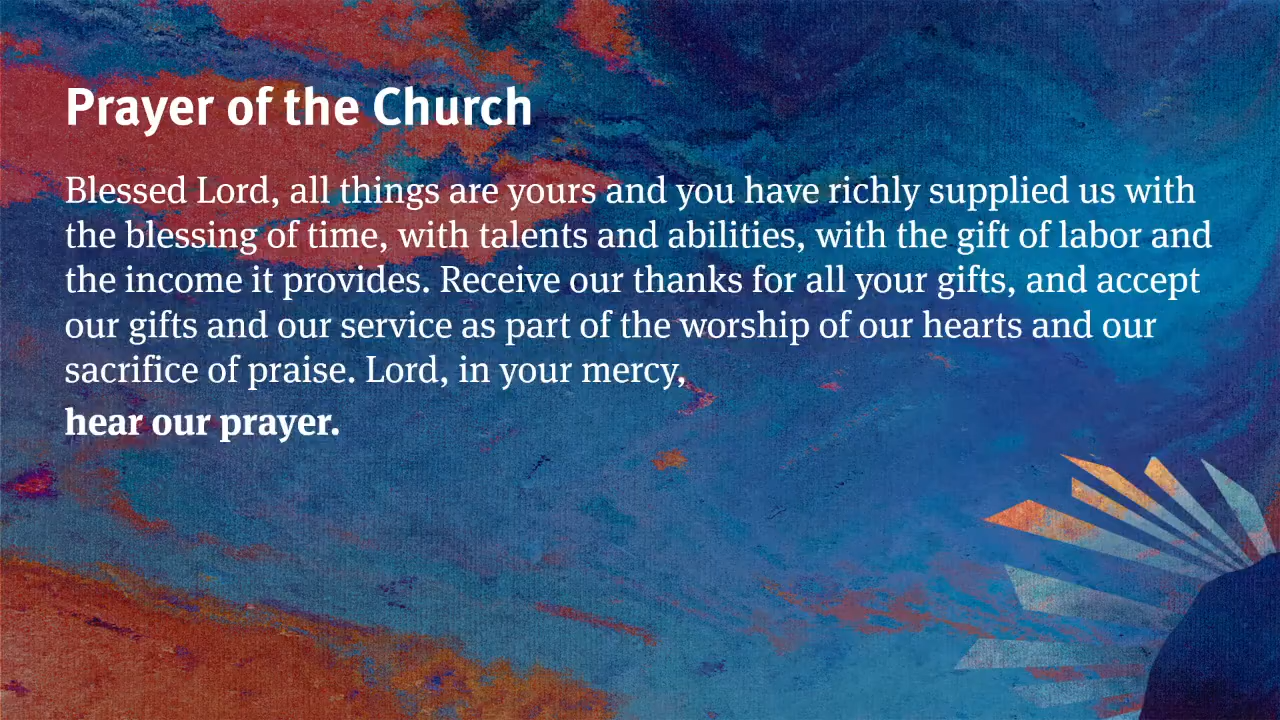 Prayer of the Church
Blessed Lord, all things are yours and you have richly supplied us with
the blessing of time, with talents and abilities, with the gift of labor and
the income it provides. Receive our thanks for all your gifts, and accept
our gifts and our service as part of the worship of our hearts and our
sacrifice of praise. Lord, in your mercy,
hear our prayer.